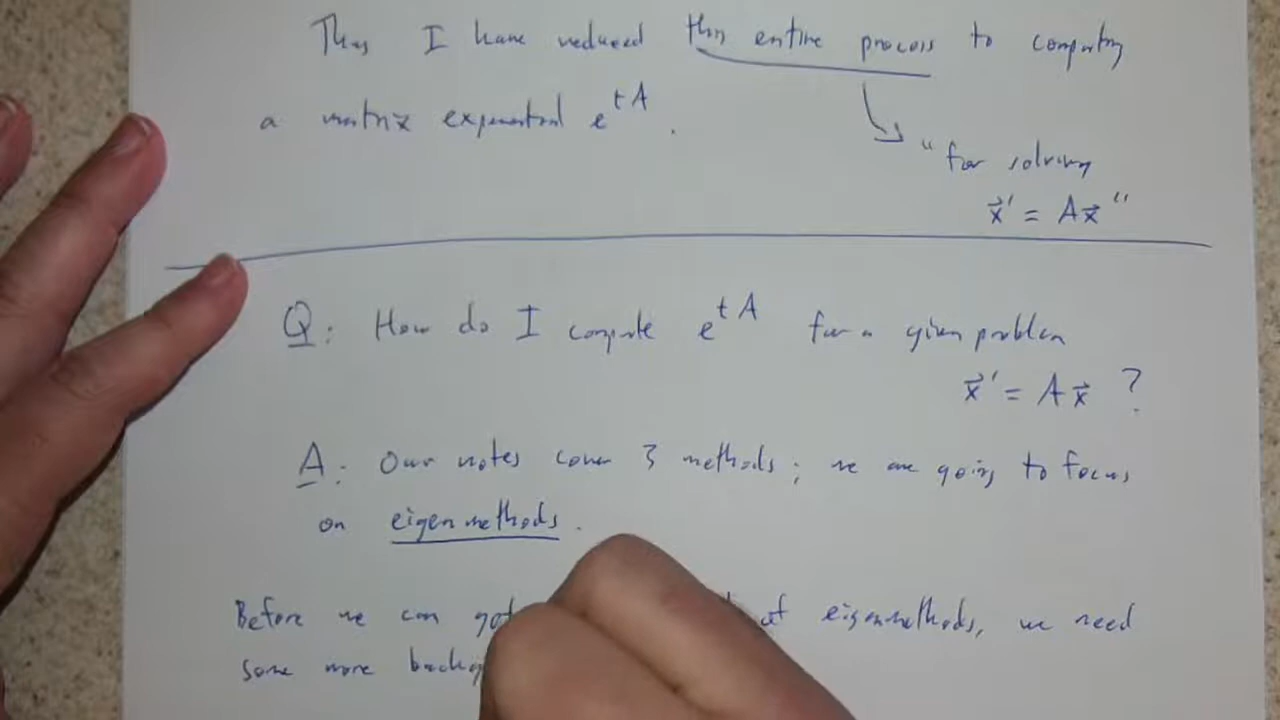 Thus I have reduced this entire process to computing
a matrix exponential e^{tA}.
"for solving
x⃗' = Ax⃗"
Q: How do I compute e^{tA} for a given problem
x⃗' = Ax⃗ ?
A: Our notes cover 3 methods; we are going to focus
on eigenmethods.
Before we can get at eigenmethods, we need
some more